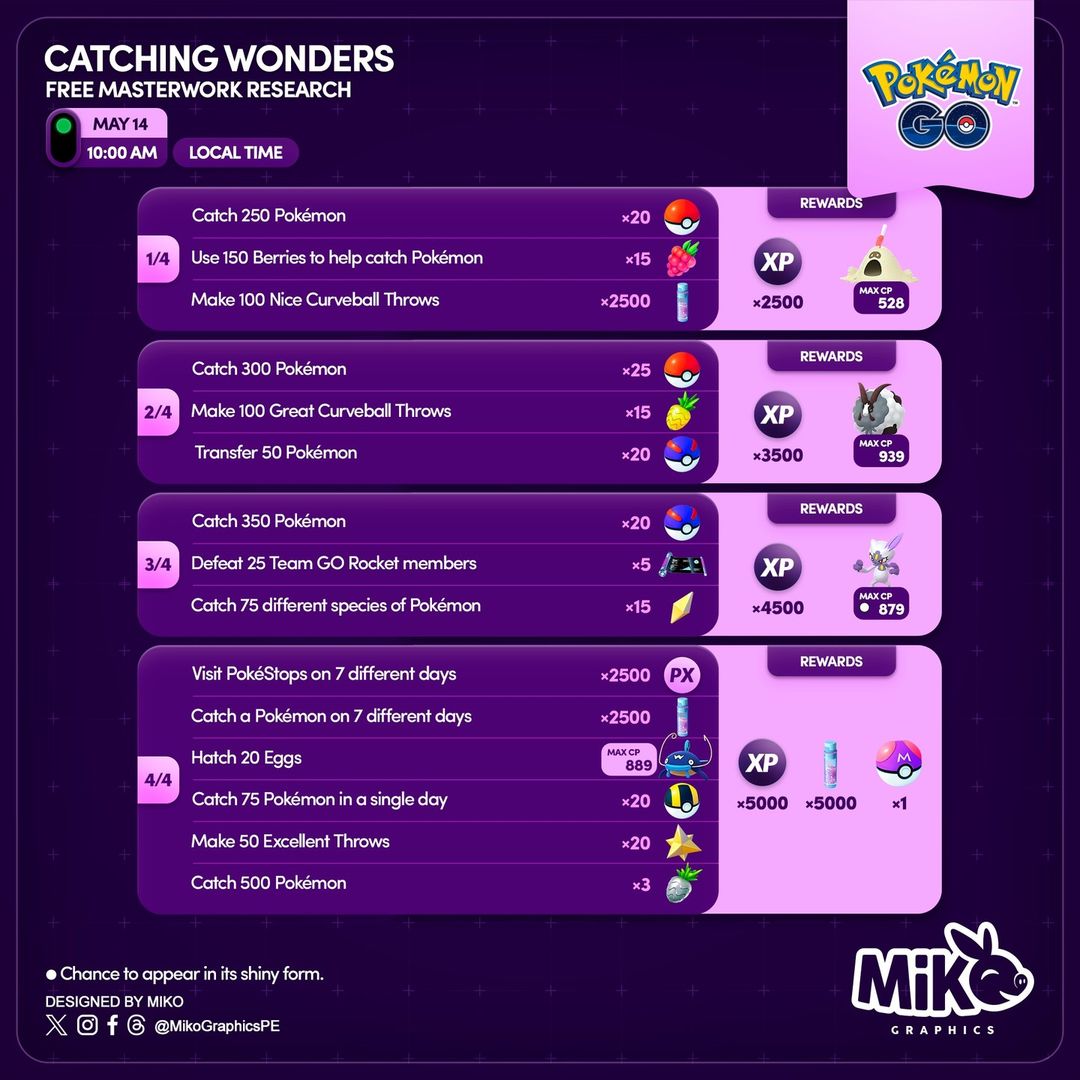 CATCHING WONDERS
FREE MASTERWORK RESEARCH
MAY 14
10:00 AM
LOCAL TIME
POKéMON
GO
1/4
Catch 250 Pokémon
×20
Use 150 Berries to help catch Pokémon
×15
Make 100 Nice Curveball Throws
×2500
REWARDS
XP
×2500
MAX CP
528
2/4
Catch 300 Pokémon
×25
Make 100 Great Curveball Throws
×15
Transfer 50 Pokémon
×20
REWARDS
XP
×3500
MAX CP
939
3/4
Catch 350 Pokémon
×20
Defeat 25 Team GO Rocket members
×5
Catch 75 different species of Pokémon
×15
REWARDS
XP
×4500
MAX CP
879
4/4
Visit PokéStops on 7 different days
×2500 PX
Catch a Pokémon on 7 different days
×2500
Hatch 20 Eggs
MAX CP
889
Catch 75 Pokémon in a single day
×20
Make 50 Excellent Throws
×20
Catch 500 Pokémon
×3
REWARDS
XP
M
×5000 ×5000 ×1
● Chance to appear in its shiny form.
DESIGNED BY MIKO
@MikoGraphicsPE
MiKO
GRAPHICS